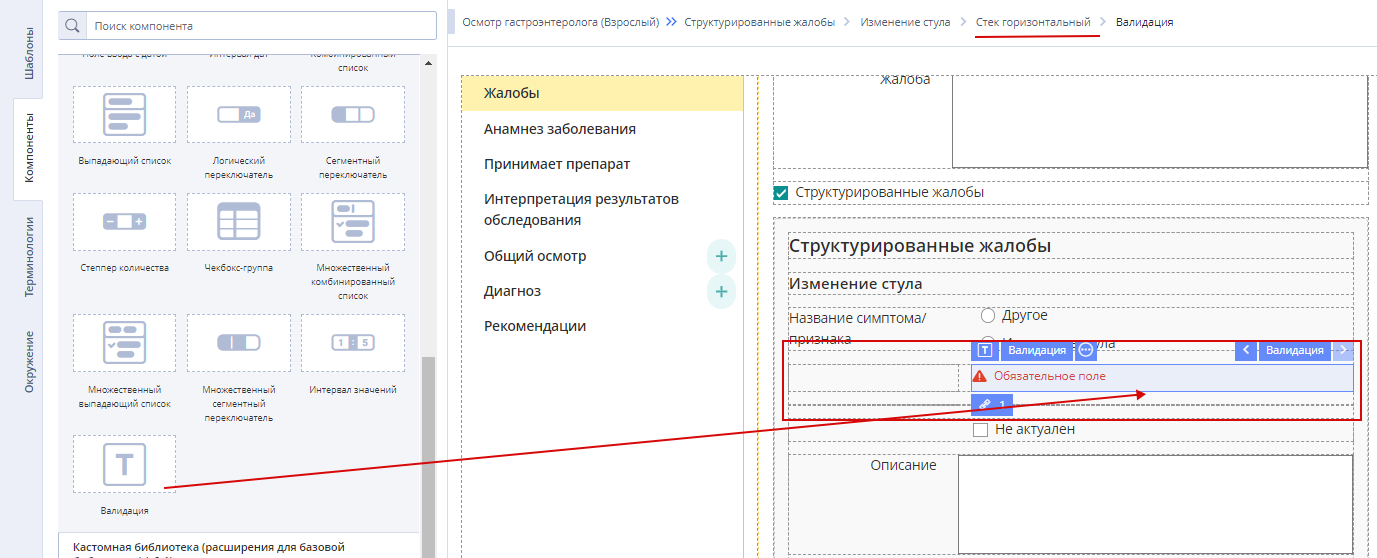 Шаблоны
Компоненты
Терминологии
Окружение
Поиск компонента
Поле ввода с датой
Интервал дат
Комбинированный
список
Выпадающий список
Логический
переключатель
Да
Сегментный
переключатель
Степпер количества
Чекбокс-группа
Множественный
комбинированный
список
Множественный
выпадающий список
Множественный
сегментный
переключатель
1 : 5
Интервал значений
T
Валидация
Кастомная библиотека (расширения для базовой
Осмотр гастроэнтеролога (Взрослый) Структурированные жалобы Изменение стула Стек горизонтальный Валидация
Жалобы
Анамнез заболевания
Принимает препарат
Интерпретация результатов
обследования
Общий осмотр
Диагноз
Рекомендации
Жалоба
Структурированные жалобы
Структурированные жалобы
Изменение стула
Название симптома/
признака
Другое
T Валидация
Валидация
Обязательное поле
1
Не актуален
Описание